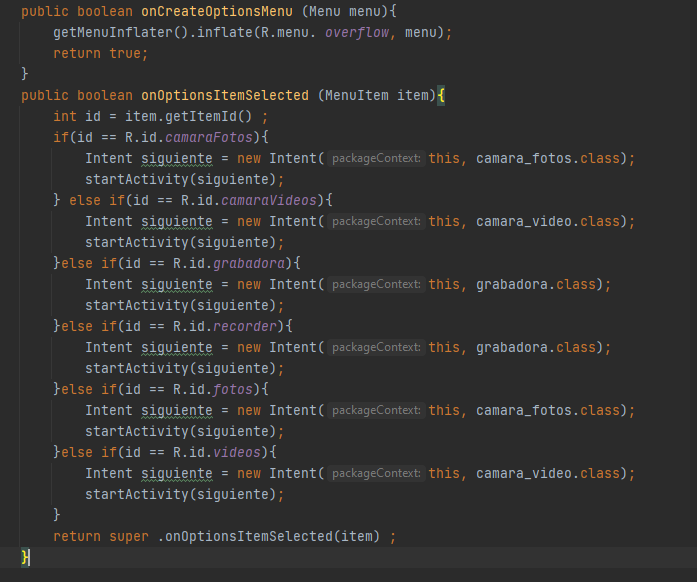 public boolean onCreateOptionsMenu (Menu menu){
    getMenuInflater().inflate(R.menu. overflow, menu);
    return true;
}
public boolean onOptionsItemSelected (MenuItem item){
    int id = item.getItemId() ;
    if(id == R.id.camaraFotos){
        Intent siguiente = new Intent( packageContext: this, camara_fotos.class);
        startActivity(siguiente);
    } else if(id == R.id.camaraVideos){
        Intent siguiente = new Intent( packageContext: this, camara_video.class);
        startActivity(siguiente);
    }else if(id == R.id.grabadora){
        Intent siguiente = new Intent( packageContext: this, grabadora.class);
        startActivity(siguiente);
    }else if(id == R.id.recorder){
        Intent siguiente = new Intent( packageContext: this, grabadora.class);
        startActivity(siguiente);
    }else if(id == R.id.fotos){
        Intent siguiente = new Intent( packageContext: this, camara_fotos.class);
        startActivity(siguiente);
    }else if(id == R.id.videos){
        Intent siguiente = new Intent( packageContext: this, camara_video.class);
        startActivity(siguiente);
    }
    return super .onOptionsItemSelected(item) ;
}